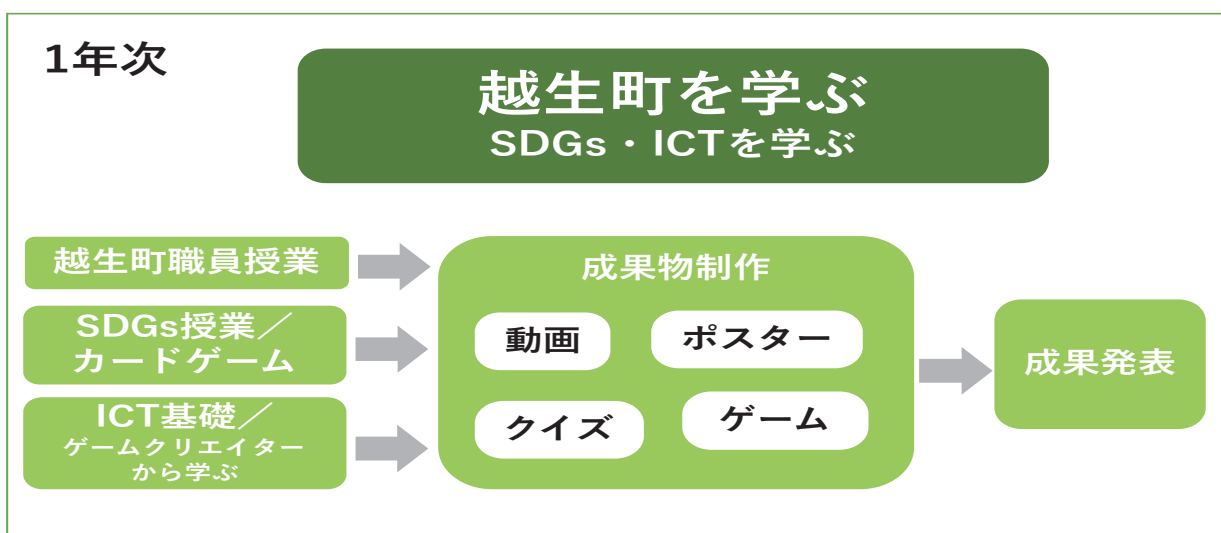 1年次
越生町を学ぶ
SDGs・ICTを学ぶ
越生町職員授業
SDGs授業／
カードゲーム
ICT基礎／
ゲームクリエイター
から学ぶ
成果物制作
動画
ポスター
クイズ
ゲーム
成果発表